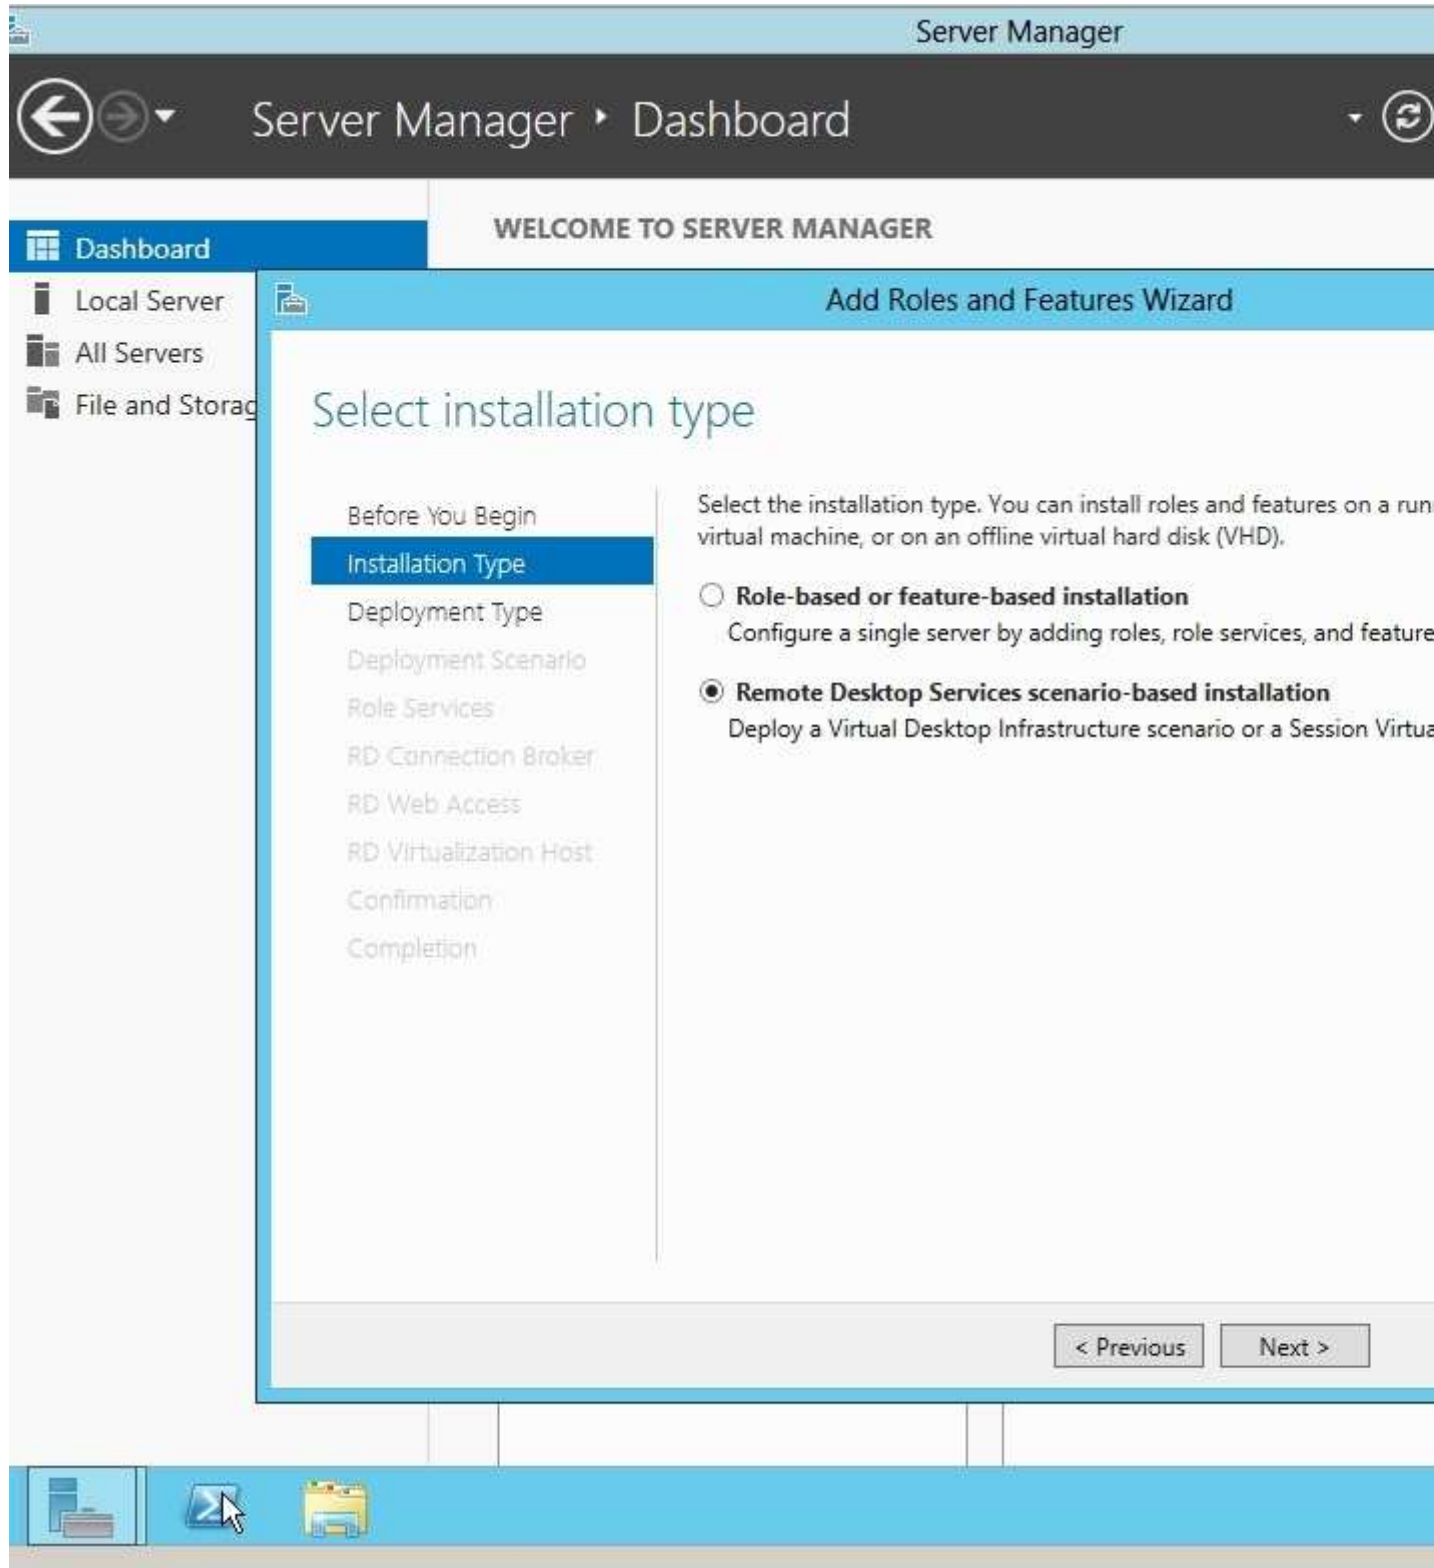 Server Manager
Server Manager ‣ Dashboard
WELCOME TO SERVER MANAGER
Dashboard
Local Server
All Servers
File and Storag
Add Roles and Features Wizard
Select installation type
Before You Begin
Installation Type
Deployment Type
Deployment Scenario
Role Services
RD Connection Broker
RD Web Access
RD Virtualization Host
Confirmation
Completion
Select the installation type. You can install roles and features on a run
virtual machine, or on an offline virtual hard disk (VHD).
Role-based or feature-based installation
Configure a single server by adding roles, role services, and feature
Remote Desktop Services scenario-based installation
Deploy a Virtual Desktop Infrastructure scenario or a Session Virtua
< Previous
Next >